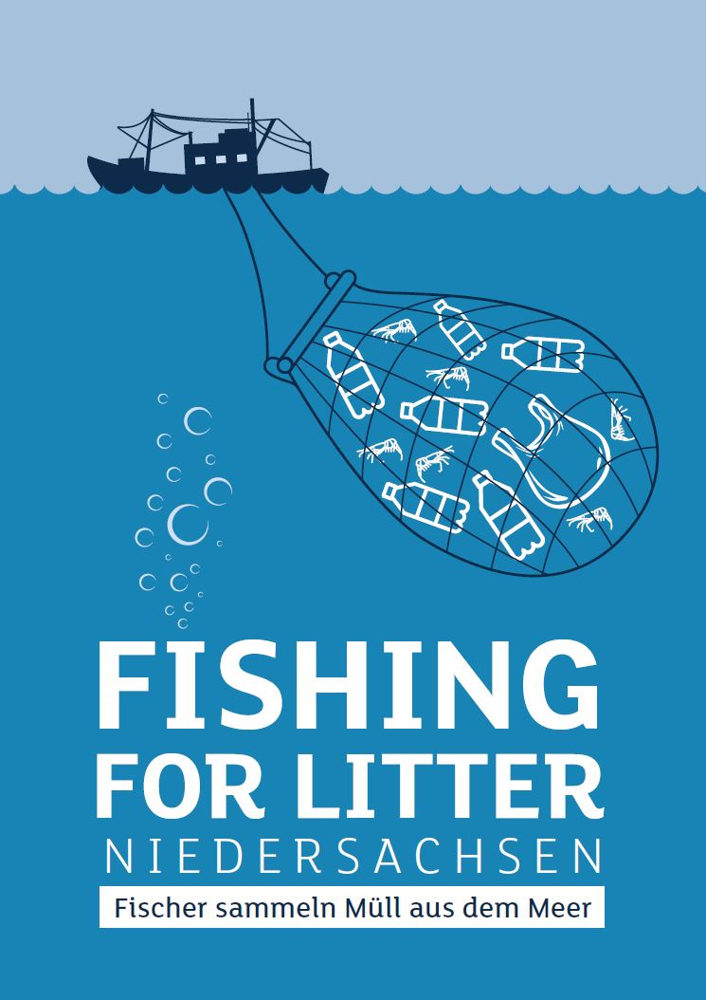 FISHING
FOR LITTER
NIEDERSACHSEN
Fischer sammeln Müll aus dem Meer